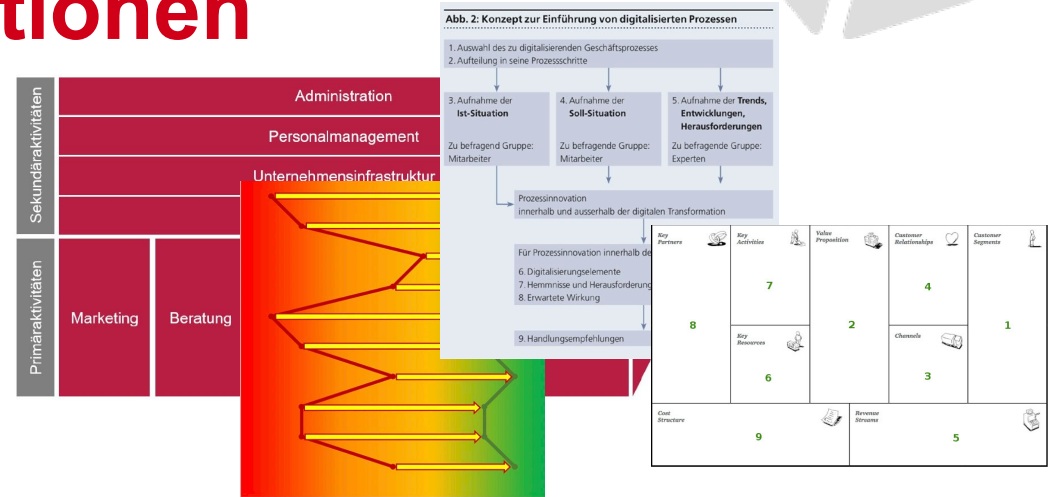 tionen
Abb. 2: Konzept zur Einführung von digitalisierten Prozessen
1. Auswahl des zu digitalisierenden Geschäftsprozesses
2. Aufteilung in seine Prozessschritte
3. Aufnahme der
Ist-Situation
Zu befragend Gruppe:
Mitarbeiter
4. Aufnahme der
Soll-Situation
Zu befragende Gruppe:
Mitarbeiter
5. Aufnahme der Trends,
Entwicklungen,
Herausforderungen
Zu befragende Gruppe:
Experten
Prozessinnovation
innerhalb und ausserhalb der digitalen Transformation
Für Prozessinnovation innerhalb de
6. Digitalisierungselemente
7. Hemmnisse und Herausforderung
8. Erwartete Wirkung
9. Handlungsempfehlungen
Sekundäraktivitäten
Administration
Personalmanagement
Unternehmensinfrastruktur
Primäraktivitäten
Marketing
Beratung
Key
Partners
8
Key
Activities
7
Key
Resources
6
Value
Proposition
2
Customer
Relationships
4
Channels
3
Customer
Segments
1
Cost
Structure
9
Revenue
Streams
5